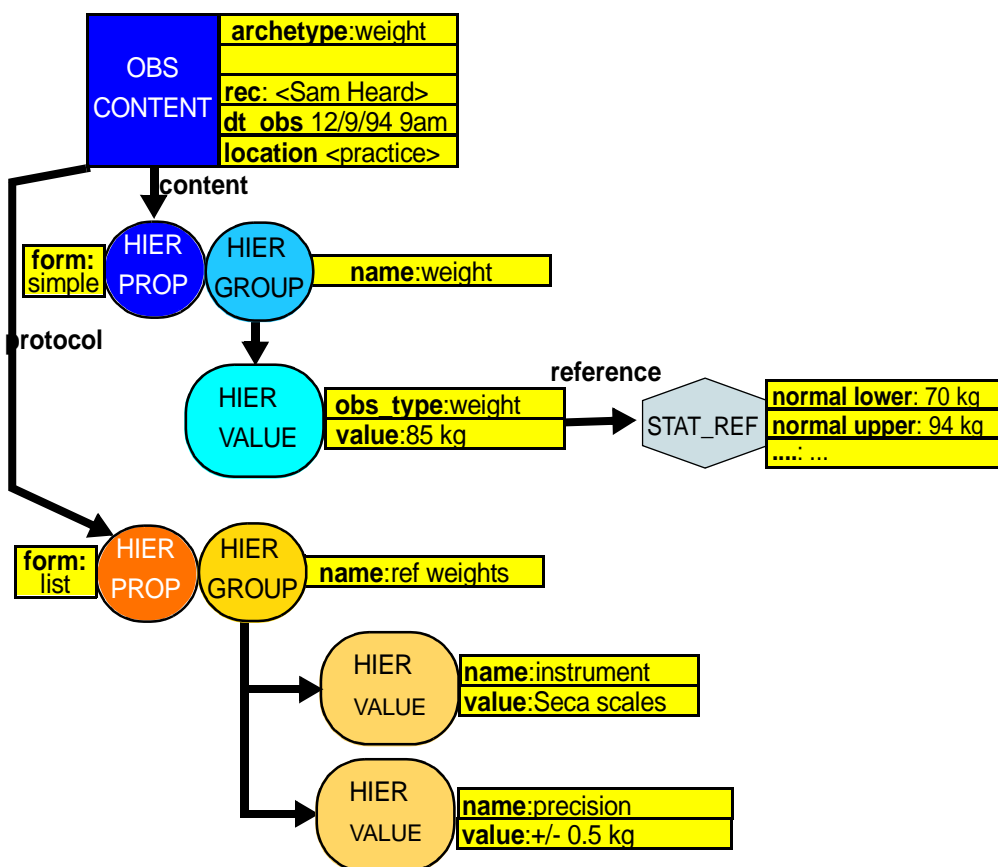 OBS
CONTENT
archetype:weight
rec: <Sam Heard>
dt_obs 12/9/94 9am
location <practice>
content
form:
simple
HIER
PROP
HIER
GROUP
name:weight
protocol
HIER
VALUE
obs_type:weight
value:85 kg
reference
STAT_REF
normal lower: 70 kg
normal upper: 94 kg
....: ...
form:
list
HIER
PROP
HIER
GROUP
name:ref weights
HIER
VALUE
name:instrument
value:Seca scales
HIER
VALUE
name:precision
value:+/- 0.5 kg